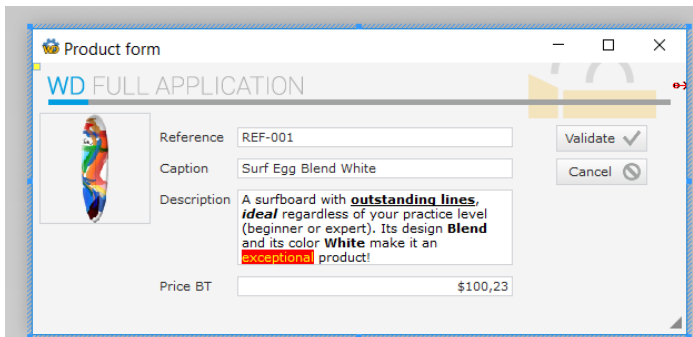 Product form
WD FULL APPLICATION
Reference REF-001 Validate
Caption Surf Egg Blend White Cancel
Description A surfboard with outstanding lines,
ideal regardless of your practice level
(beginner or expert). Its design Blend
and its color White make it an
exceptional product!
Price BT $100,23